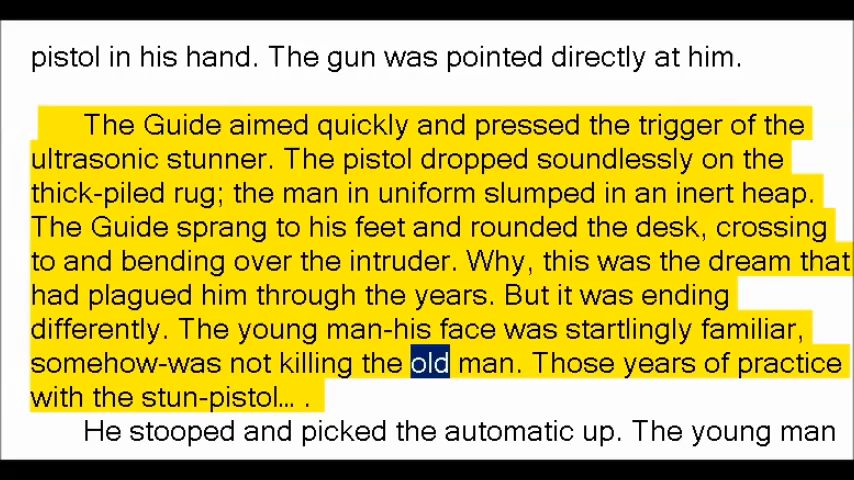 pistol in his hand. The gun was pointed directly at him.
The Guide aimed quickly and pressed the trigger of the
ultrasonic stunner. The pistol dropped soundlessly on the
thick-piled rug; the man in uniform slumped in an inert heap.
The Guide sprang to his feet and rounded the desk, crossing
to and bending over the intruder. Why, this was the dream that
had plagued him through the years. But it was ending
differently. The young man-his face was startlingly familiar,
somehow-was not killing the old man. Those years of practice
with the stun-pistol… .
He stooped and picked the automatic up. The young man